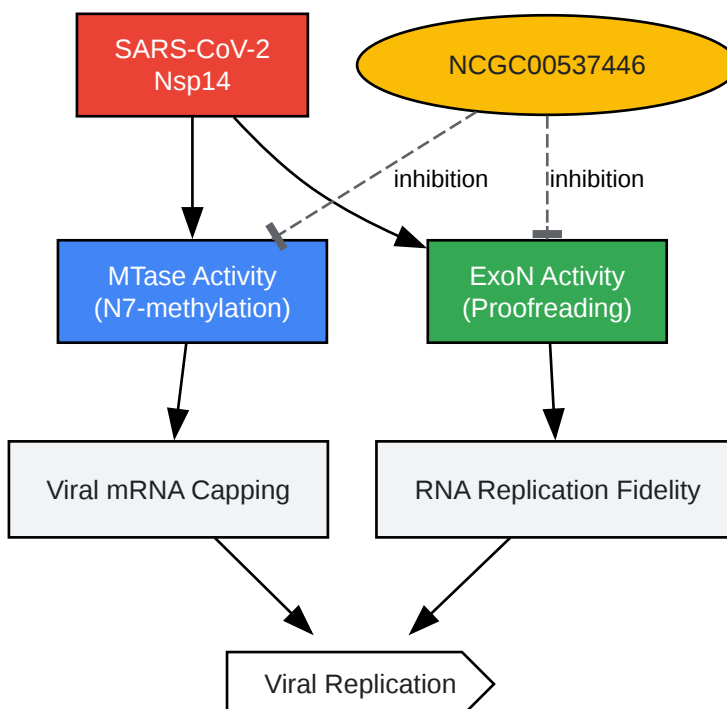 SARS-CoV-2
Nsp14
NCGC00537446
inhibition
inhibition
MTase Activity
(N7-methylation)
ExoN Activity
(Proofreading)
Viral mRNA Capping
RNA Replication Fidelity
Viral Replication